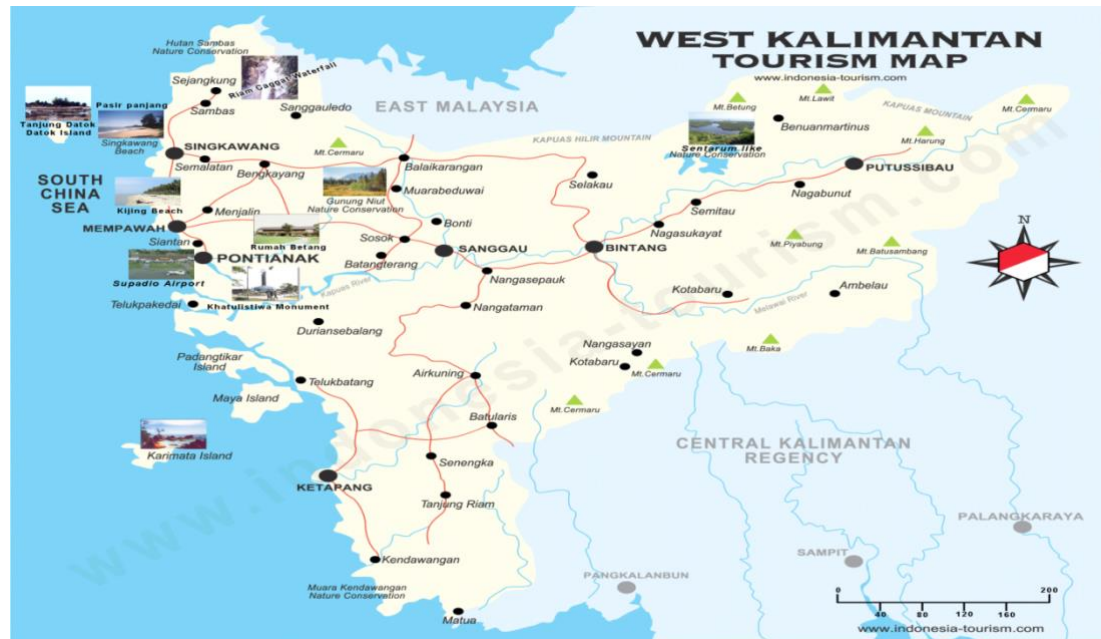 WEST KALIMANTAN
TOURISM MAP
www.indonesia-tourism.com
Hutan Sambas
Nature Conservation
Sejangkung
Riam Caggat Waterfall
Sambas
Sanggauledo
EAST MALAYSIA
Pasir panjang
Tanjung Datok
Datok Island
Singkawang
Beach
SINGKAWANG
Semalatan
Bengkayang
Mt.Cermaru
Balaikarangan
KAPUAS HILIR MOUNTAIN
Mt.Betung
Mt.Lawit
KAPUAS MOUNTAIN
Mt.Cermaru
Benuanmartinus
Mt.Harung
Sentarum like
Nature Conservation
PUTUSSIBAU
SOUTH
CHINA
SEA
Kijing Beach
Menjalin
Muarabeduwai
Gunung Niut
Nature Conservation
Selakau
Nagabunut
Semitau
Nagasukayat
MEMPAWAH
Siantan
PONTIANAK
Rumah Betang
Bonti
Sosok
Batangterang
SANGGAU
BINTANG
Mt.Piyabung
Mt.Batusambang
N
Supadio Airport
Kapuas River
Nangasepauk
Telukpakedai
Khafulistiwa Monument
Nangataman
Kotabaru
Melawai River
Ambelau
Duriansebalang
Padangtikar
Island
Nangasayan
Kotabaru
Mt.Cermaru
Mt.Baka
Telukbatang
Maya Island
Airkuning
Mt.Cermaru
Batularis
Karimata Island
CENTRAL KALIMANTAN
REGENCY
Senengka
KETAPANG
Tanjung Riam
PALANGKARAYA
Kendawangan
SAMPIT
Muara Kendawangan
Nature Conservation
PANGKALANBUN
Matua
0
200
40
80
120
160
www.indonesia-tourism.com
www.indonesia-tourism.com